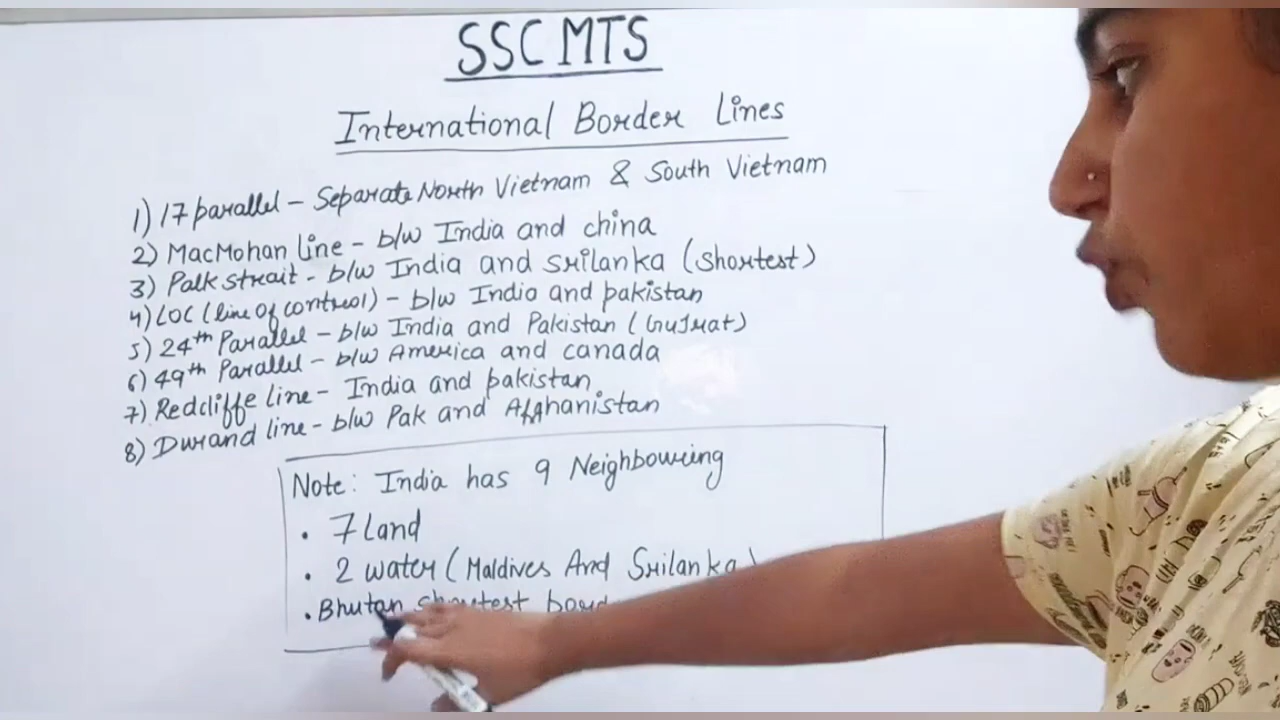 SSC MTS
International Border Lines
1) 17 parallel - Separate North Vietnam & South Vietnam
2) MacMohan line - b/w India and china
3) Palk strait - b/w India and srilanka (shortest)
4) LOC (line Of control) - b/w India and pakistan
5) 24th Parallel - b/w India and Pakistan (Gujrat)
6) 49th Parallel - b/w America and canada
7) Redcliffe line - India and pakistan
8) Durand line - b/w Pak and Afghanistan
Note: India has 9 Neighbouring
• 7 Land
• 2 water (Maldives And Srilanka)
• Bhutan shortest